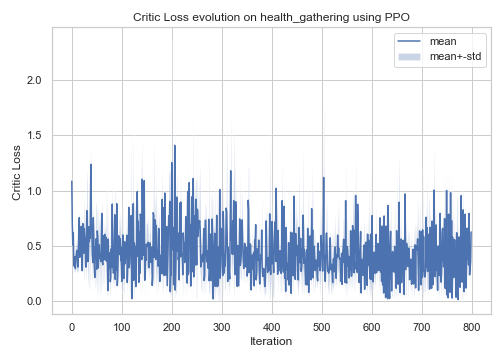 Critic Loss evolution on health_gathering using PPO
mean
mean+-std
Critic Loss
2.0
1.5
1.0
0.5
0.0
0 100 200 300 400 500 600 700 800
Iteration